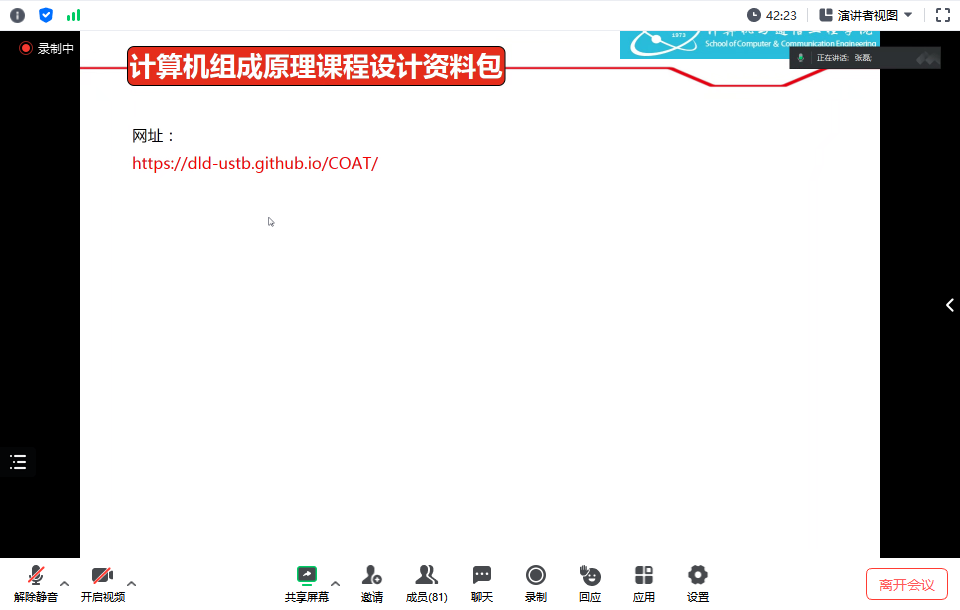 42:23
演讲者视图
录制中
1973
School of Computer & Communication Engineering
计算机组成原理课程设计资料包
正在讲话: 张磊;
网址：
https://dld-ustb.github.io/COAT/
解除静音
开启视频
共享屏幕
邀请
成员(81)
聊天
录制
回应
应用
设置
离开会议